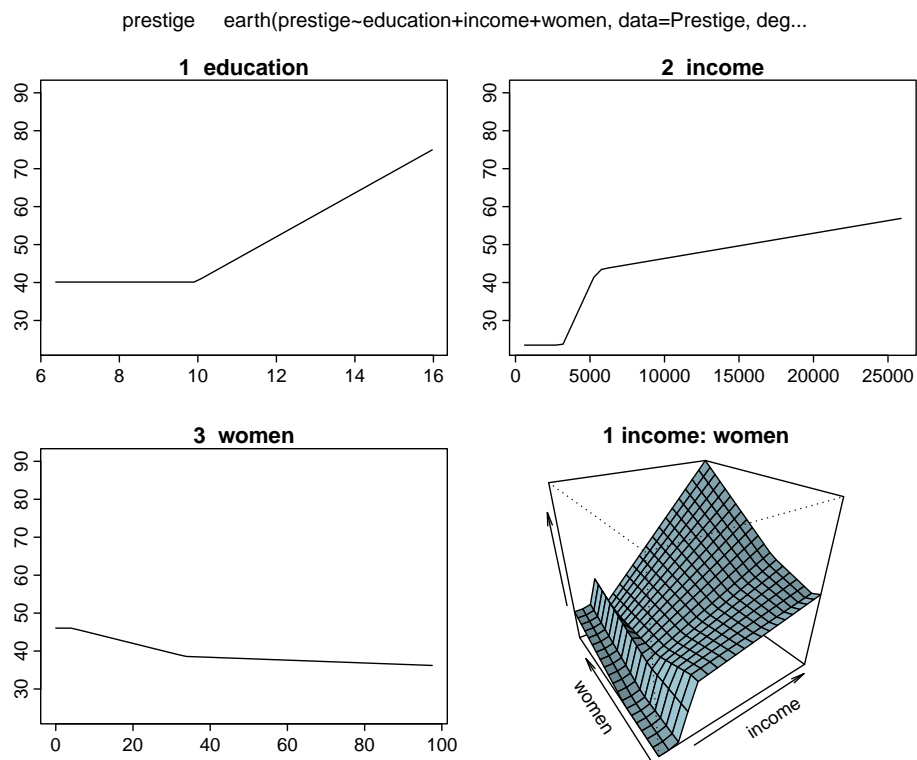 prestige earth(prestige~education+income+women, data=Prestige, deg...
1 education
90
80
70
60
50
40
30
6 8 10 12 14 16
2 income
90
80
70
60
50
40
30
0 5000 10000 15000 20000 25000
3 women
90
80
70
60
50
40
30
0 20 40 60 80 100
1 income: women
women
income